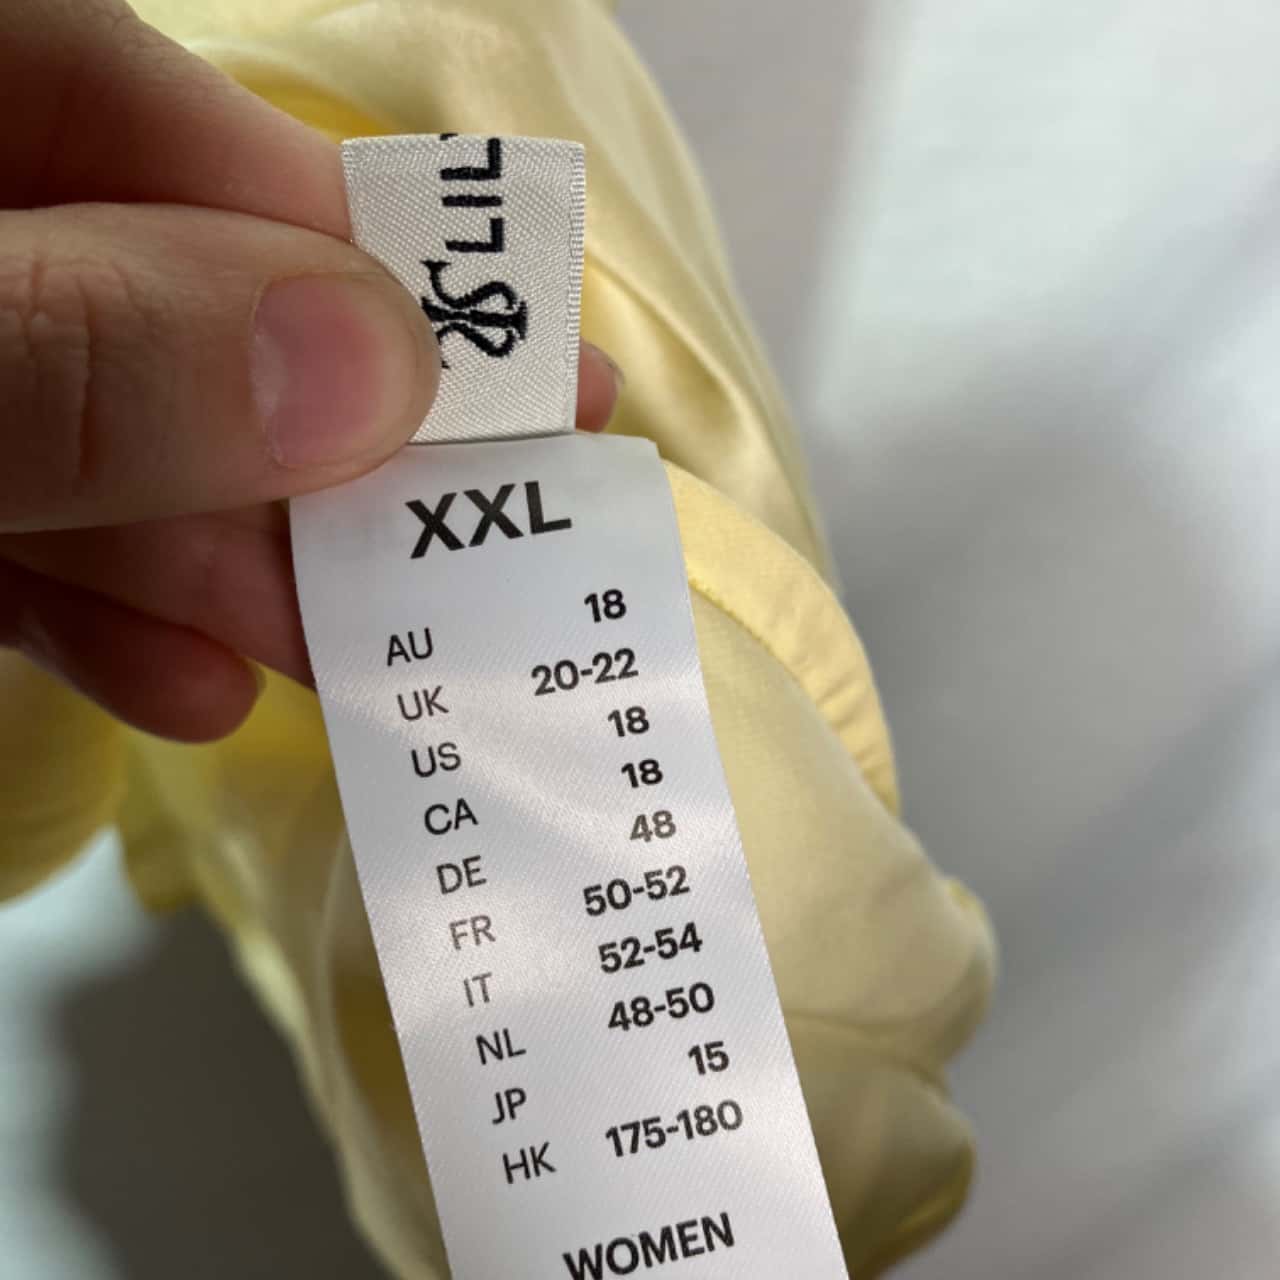 LIL
XXL
AU 18
UK 20-22
US 18
CA 18
DE 48
FR 50-52
IT 52-54
NL 48-50
JP 15
HK 175-180
WOMEN